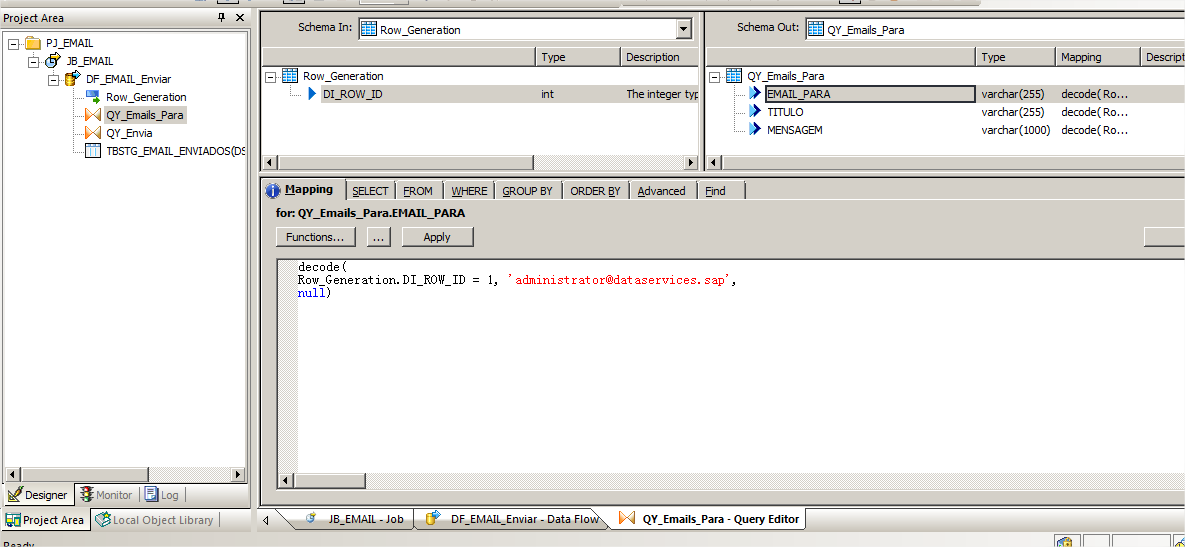 Project Area
PJ_EMAIL
JB_EMAIL
DF_EMAIL_Enviar
Row_Generation
QY_Emails_Para
QY_Envia
TBSTG_EMAIL_ENVIADOS(DS
Designer
Monitor
Log
Project Area
Local Object Library
Ready
Schema In:
Row_Generation
Type
Description
Row_Generation
DI_ROW_ID
int
The integer typ
Schema Out:
QY_Emails_Para
Type
Mapping
Descript
QY_Emails_Para
EMAIL_PARA
varchar(255)
decode( Ro...
TITULO
varchar(255)
decode( Ro...
MENSAGEM
varchar(1000)
decode( Ro...
Mapping
SELECT
FROM
WHERE
GROUP BY
ORDER BY
Advanced
Find
for: QY_Emails_Para.EMAIL_PARA
Functions...
...
Apply
decode(
Row_Generation.DI_ROW_ID = 1, 'administrator@dataservices.sap',
null)
JB_EMAIL - Job
DF_EMAIL_Enviar - Data Flow
QY_Emails_Para - Query Editor